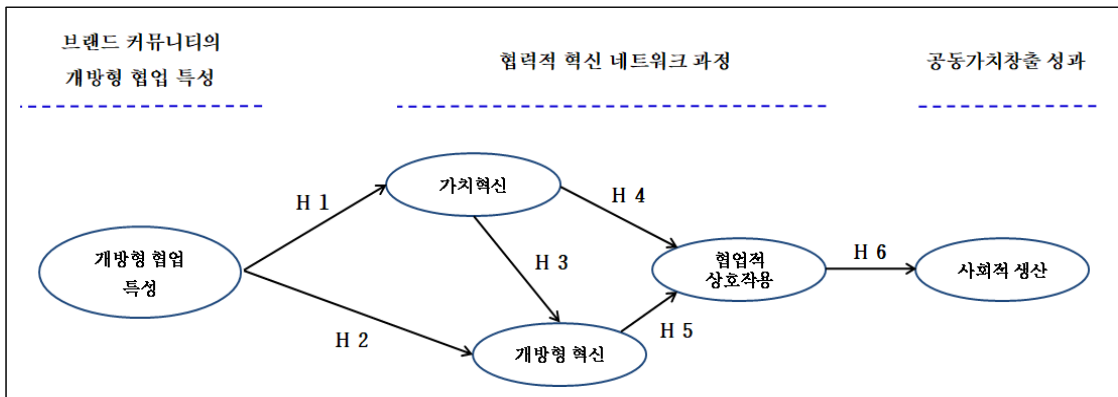 브랜드 커뮤니티의
개방형 협업 특성
협력적 혁신 네트워크 과정
공동가치창출 성과
가치혁신
H 1
H 4
개방형 협업
특성
H 3
협업적
상호작용
H 6
사회적 생산
H 2
H 5
개방형 혁신